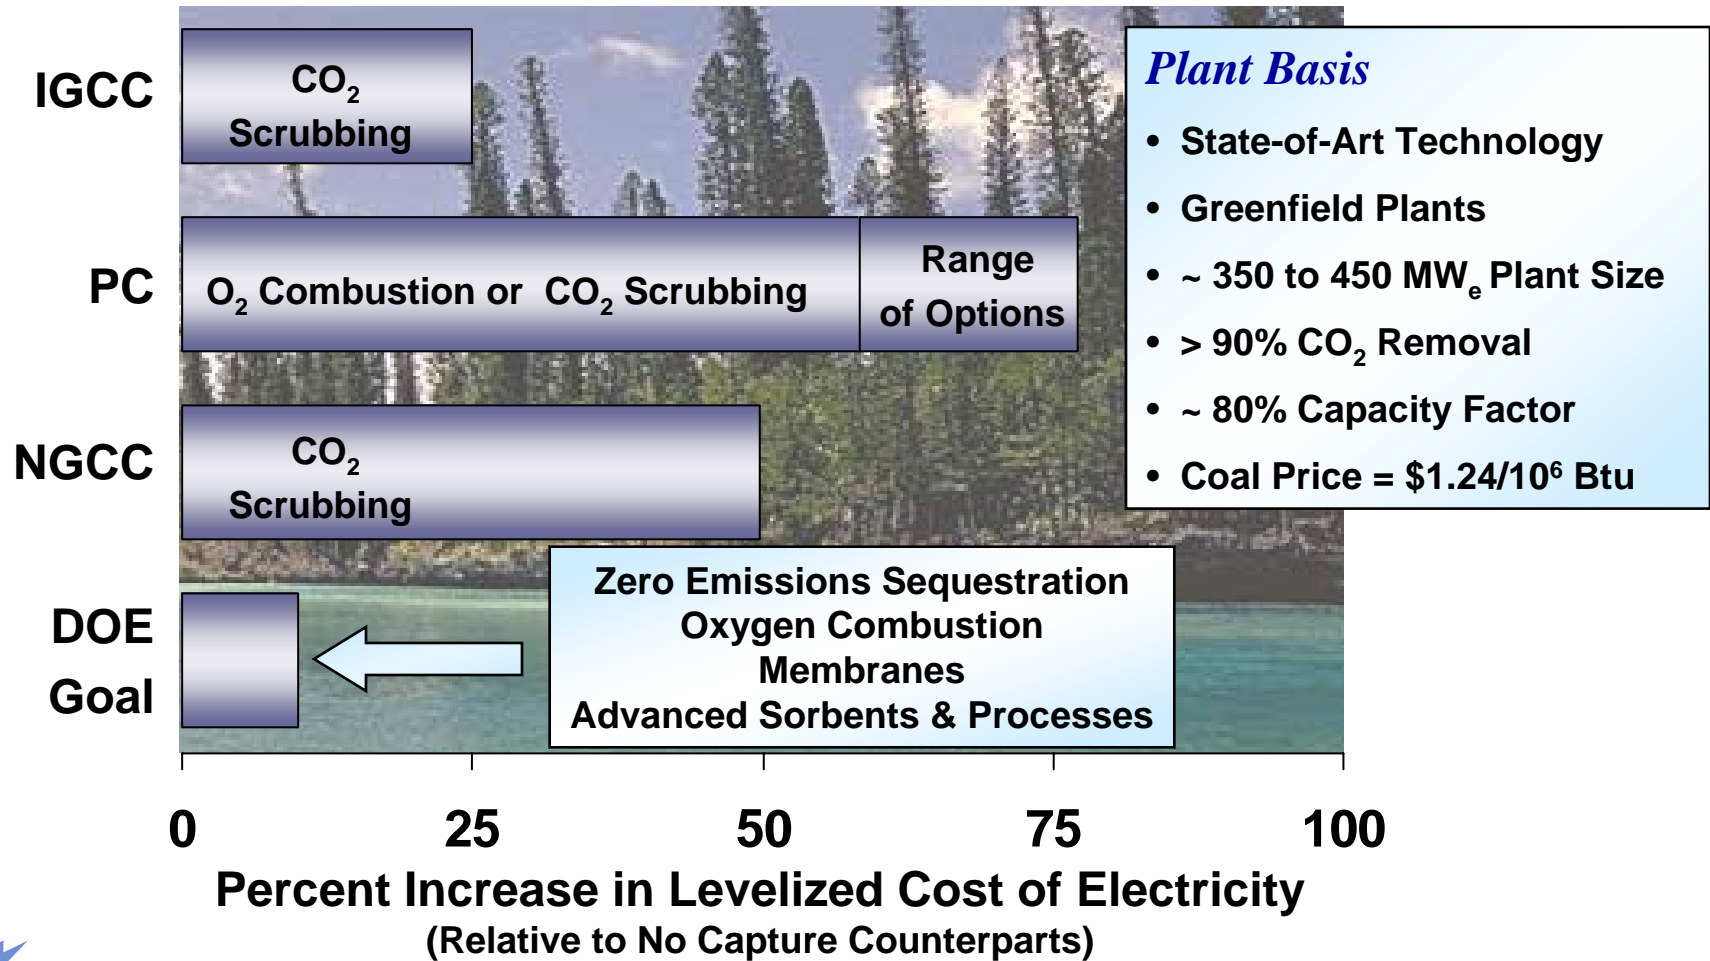 IGCC
CO₂
Scrubbing
PC
O₂ Combustion or CO₂ Scrubbing
Range
of Options
NGCC
CO₂
Scrubbing
DOE
Goal
Zero Emissions Sequestration
Oxygen Combustion
Membranes
Advanced Sorbents & Processes
Plant Basis
• State-of-Art Technology
• Greenfield Plants
• ~ 350 to 450 MWₑ Plant Size
• > 90% CO₂ Removal
• ~ 80% Capacity Factor
• Coal Price = $1.24/10⁶ Btu
0 25 50 75 100
Percent Increase in Levelized Cost of Electricity
(Relative to No Capture Counterparts)